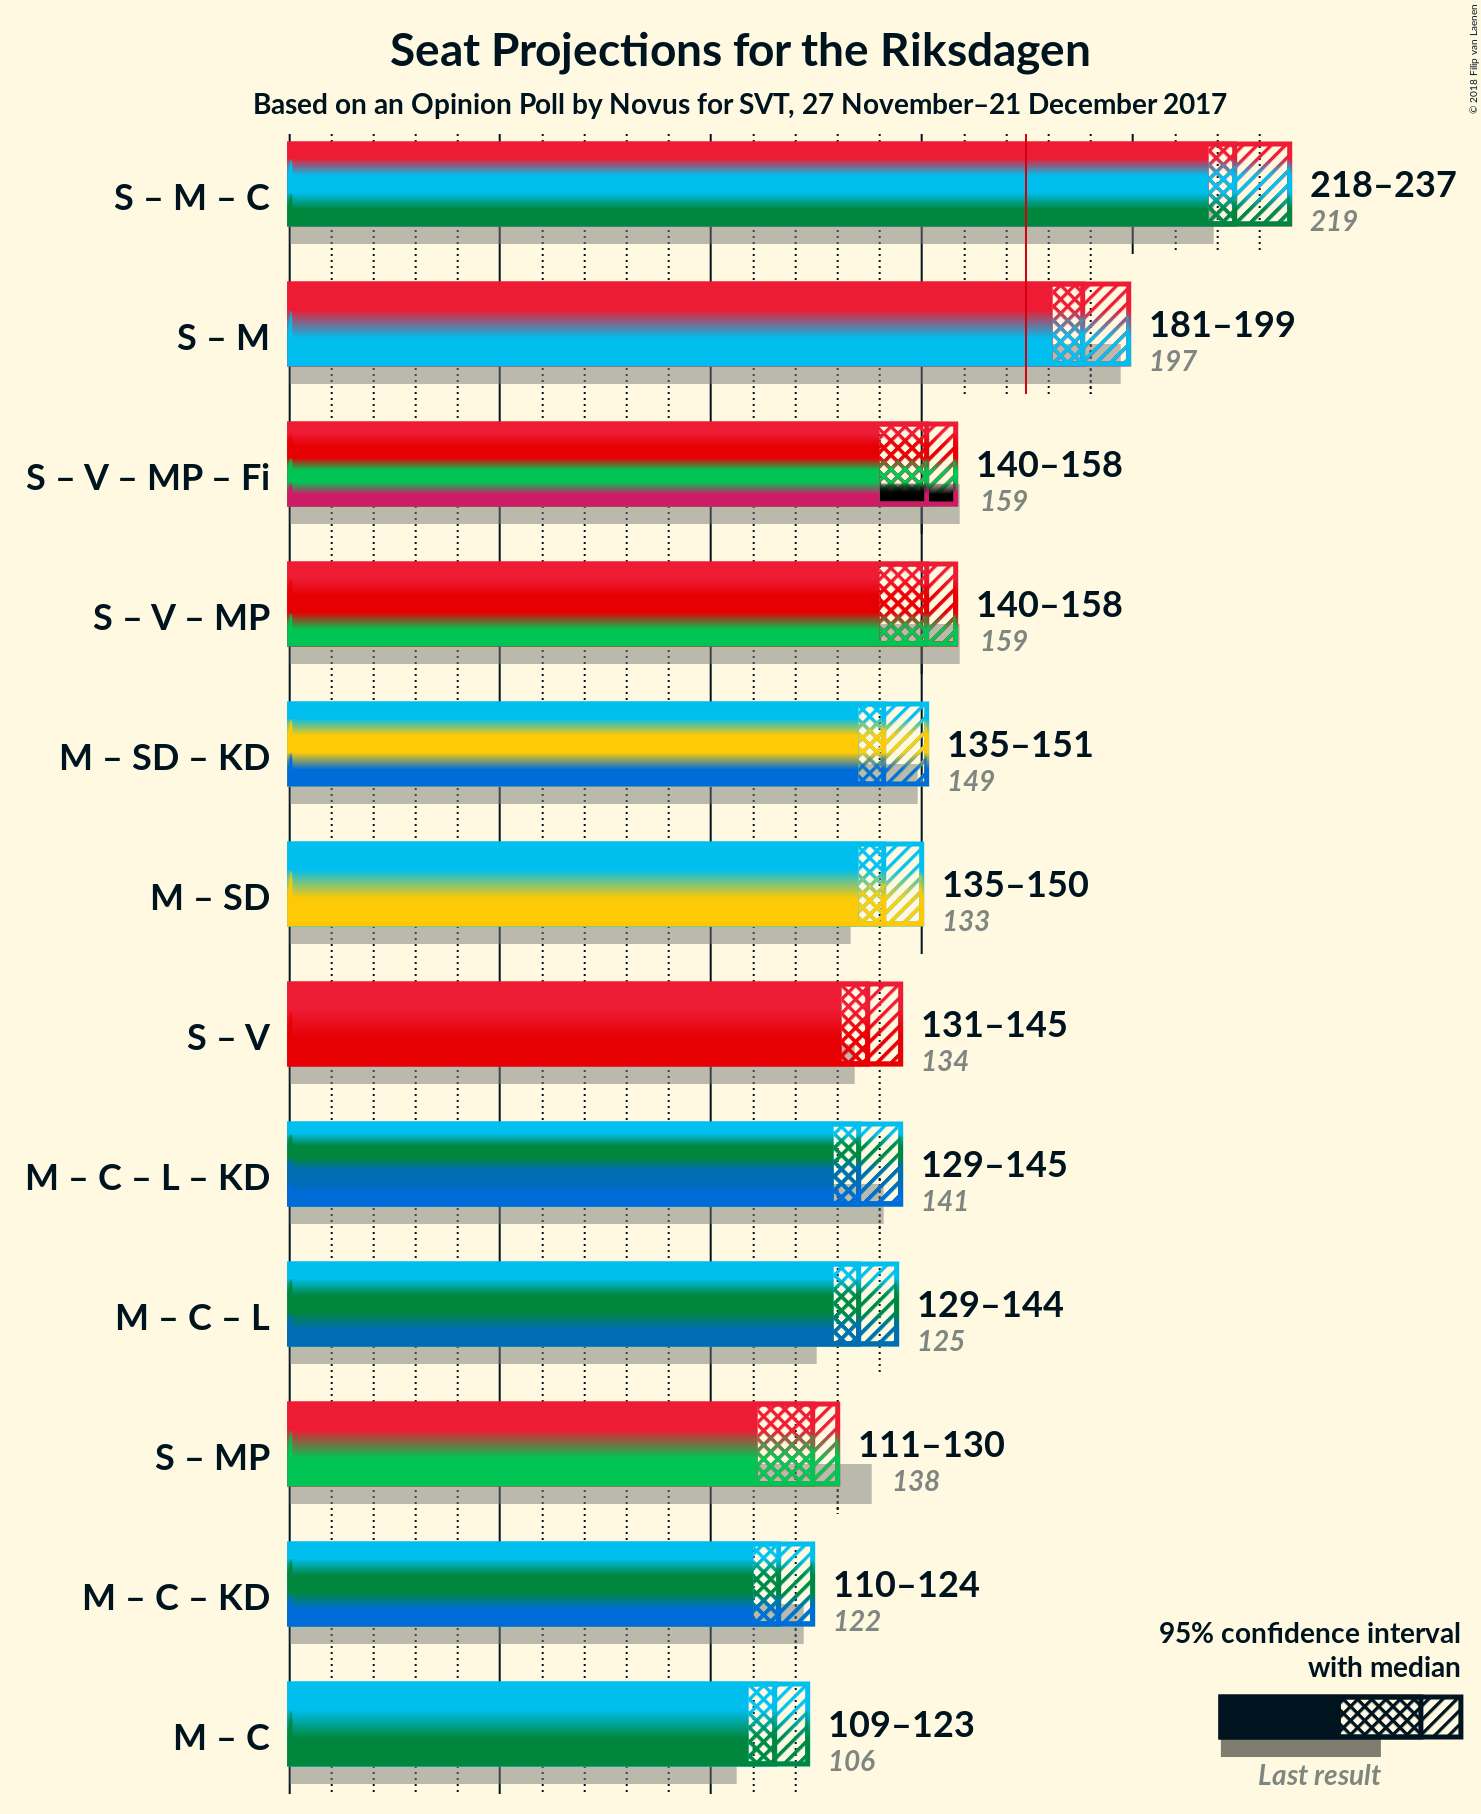 Seat Projections for the Riksdagen
Based on an Opinion Poll by Novus for SVT, 27 November–21 December 2017
© 2018 Filip van Laenen
S – M – C
218–237
219
S – M
181–199
197
S – V – MP – Fi
140–158
159
S – V – MP
140–158
159
M – SD – KD
135–151
149
M – SD
135–150
133
S – V
131–145
134
M – C – L – KD
129–145
141
M – C – L
129–144
125
S – MP
111–130
138
M – C – KD
110–124
122
M – C
109–123
106
95% confidence interval
with median
Last result